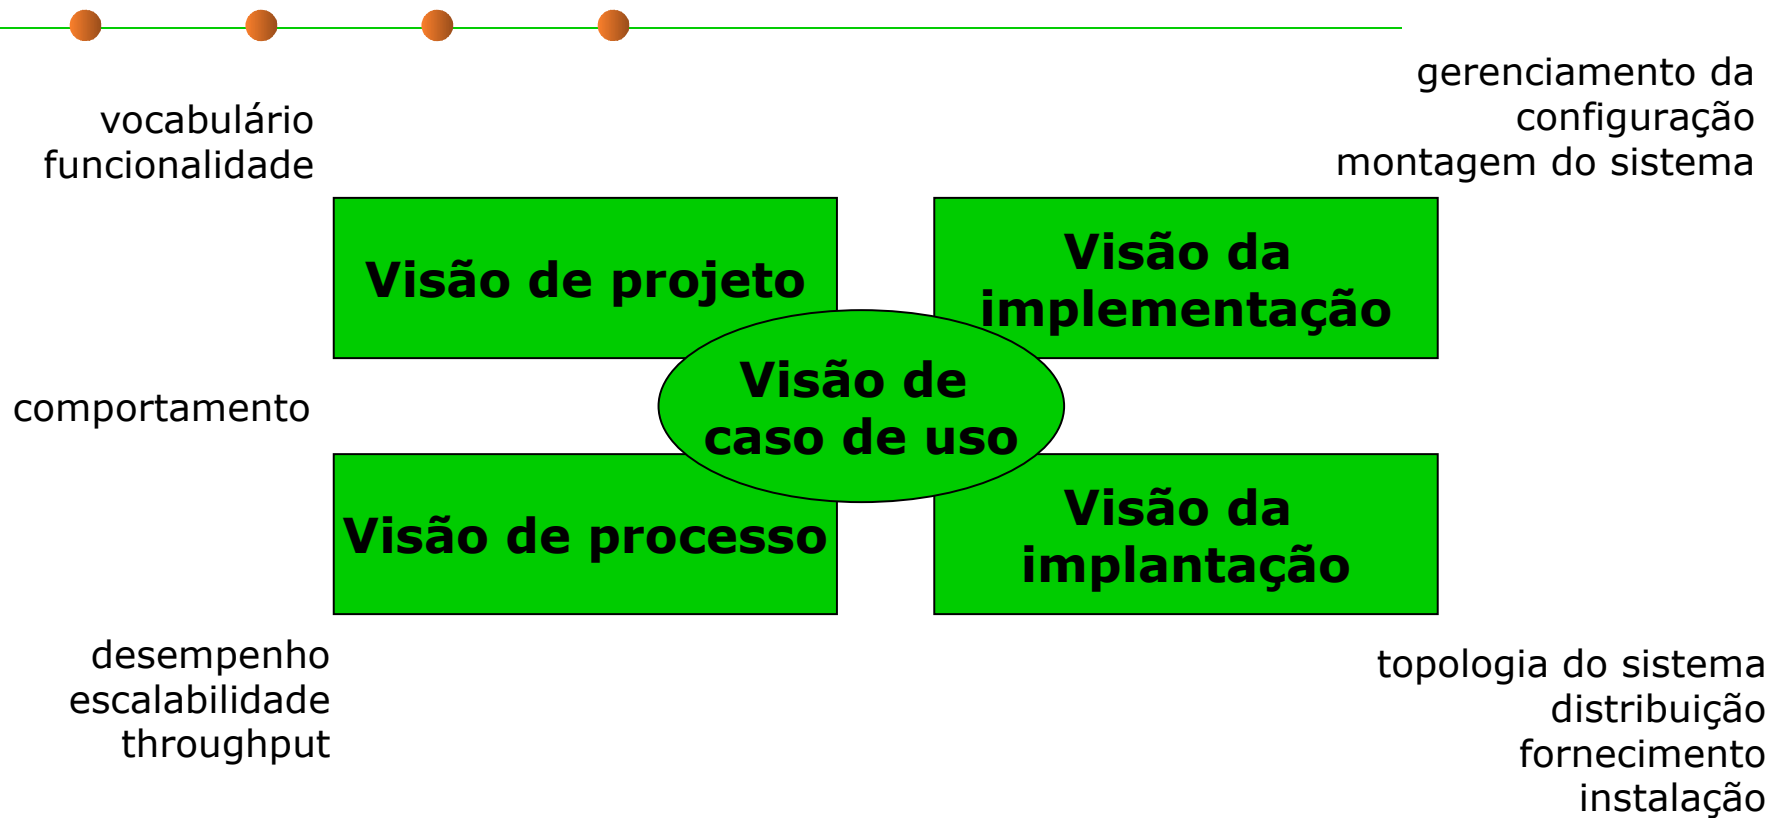 vocabulário
funcionalidade
gerenciamento da
configuração
montagem do sistema
Visão de projeto
Visão da
implementação
Visão de
caso de uso
comportamento
Visão de processo
Visão da
implantação
desempenho
escalabilidade
throughput
topologia do sistema
distribuição
fornecimento
instalação